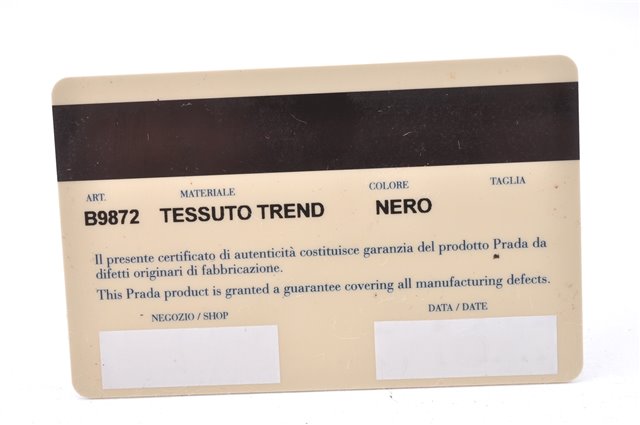 ART. MATERIALE COLORE TAGLIA
B9872 TESSUTO TREND NERO
Il presente certificato di autenticità costituisce garanzia del prodotto Prada da
difetti originari di fabbricazione.
This Prada product is granted a guarantee covering all manufacturing defects.
NEGOZIO / SHOP DATA / DATE